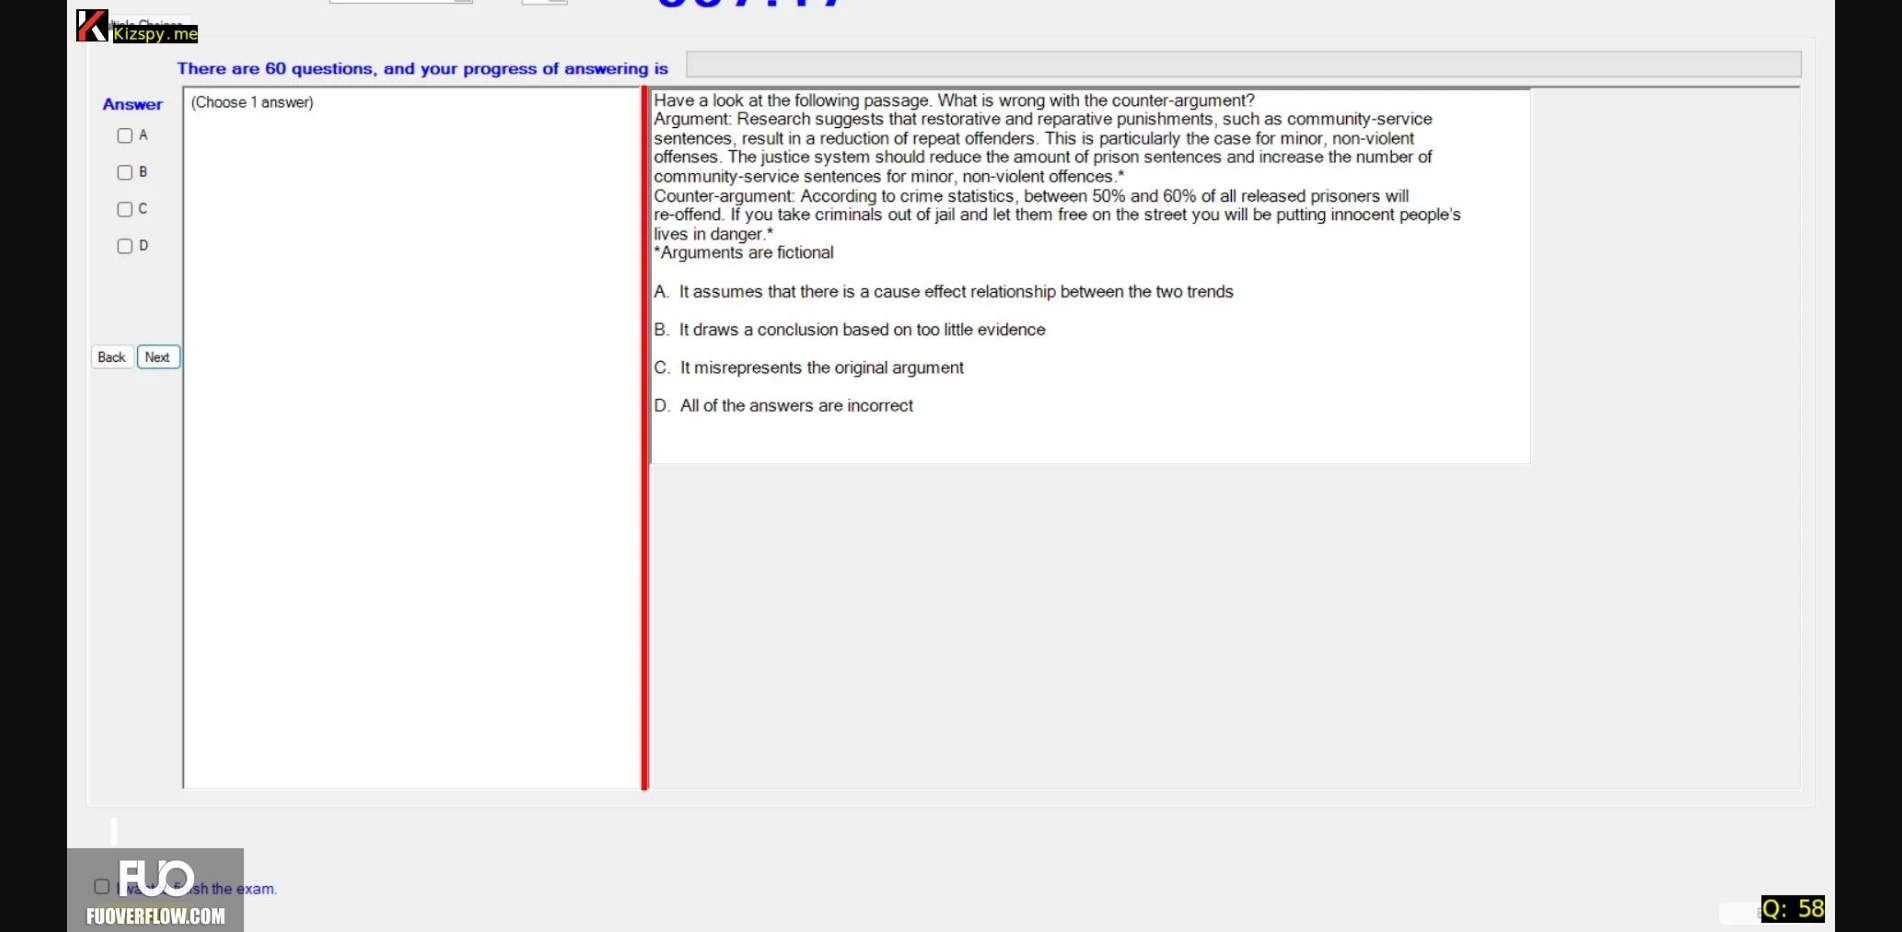 Kizspy.me
There are 60 questions, and your progress of answering is
Answer
(Choose 1 answer)
A
B
C
D
Back
Next
Have a look at the following passage. What is wrong with the counter-argument?
Argument: Research suggests that restorative and reparative punishments, such as community-service
sentences, result in a reduction of repeat offenders. This is particularly the case for minor, non-violent
offenses. The justice system should reduce the amount of prison sentences and increase the number of
community-service sentences for minor, non-violent offences.*
Counter-argument: According to crime statistics, between 50% and 60% of all released prisoners will
re-offend. If you take criminals out of jail and let them free on the street you will be putting innocent people's
lives in danger.*
*Arguments are fictional
A. It assumes that there is a cause effect relationship between the two trends
B. It draws a conclusion based on too little evidence
C. It misrepresents the original argument
D. All of the answers are incorrect
FUO
the exam.
FUOVERFLOW.COM
Q: 58